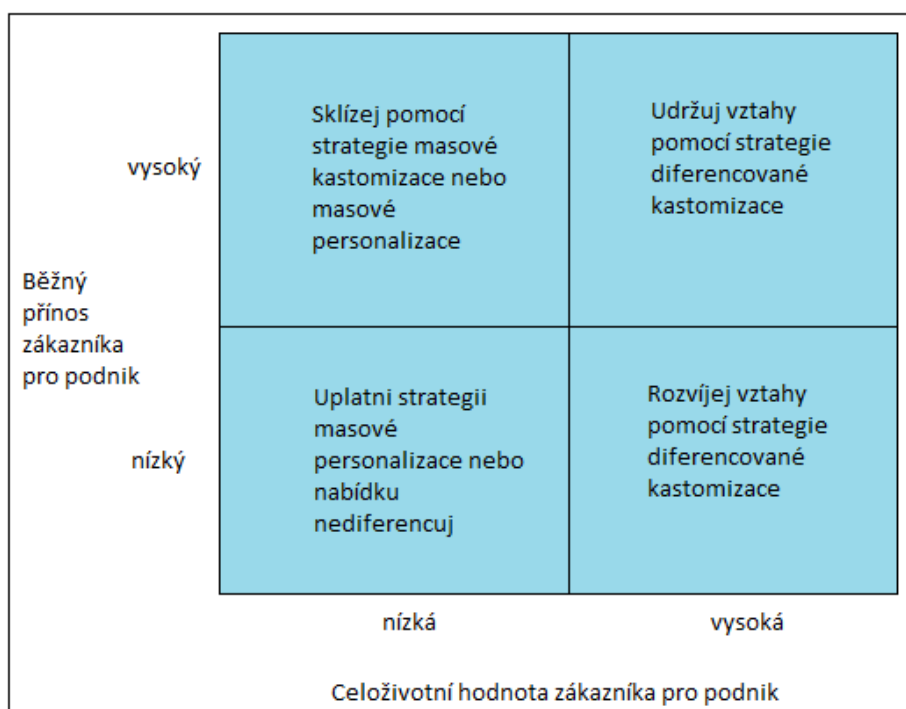 vysoký
Sklízej pomocí
strategie masové
kastomizace nebo
masové
personalizace
Udržuj vztahy
pomocí strategie
diferencované
kastomizace
Běžný
přínos
zákazníka
pro podnik
nízký
Uplatni strategii
masové
personalizace nebo
nabídku
nediferencuj
Rozvíjej vztahy
pomocí strategie
diferencované
kastomizace
nízká
vysoká
Celoživotní hodnota zákazníka pro podnik